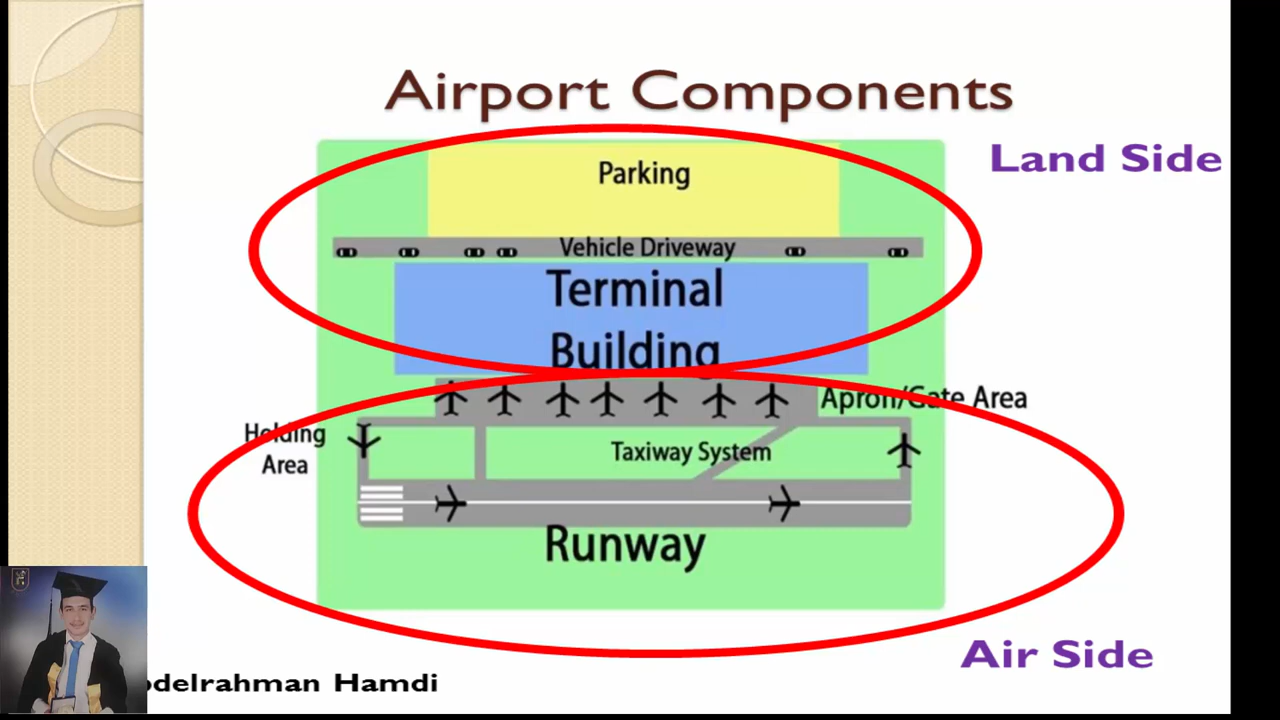 Airport Components
Land Side
Parking
Vehicle Driveway
Terminal
Building
Apron/Gate Area
Holding
Area
Taxiway System
Runway
Air Side
Hamdi